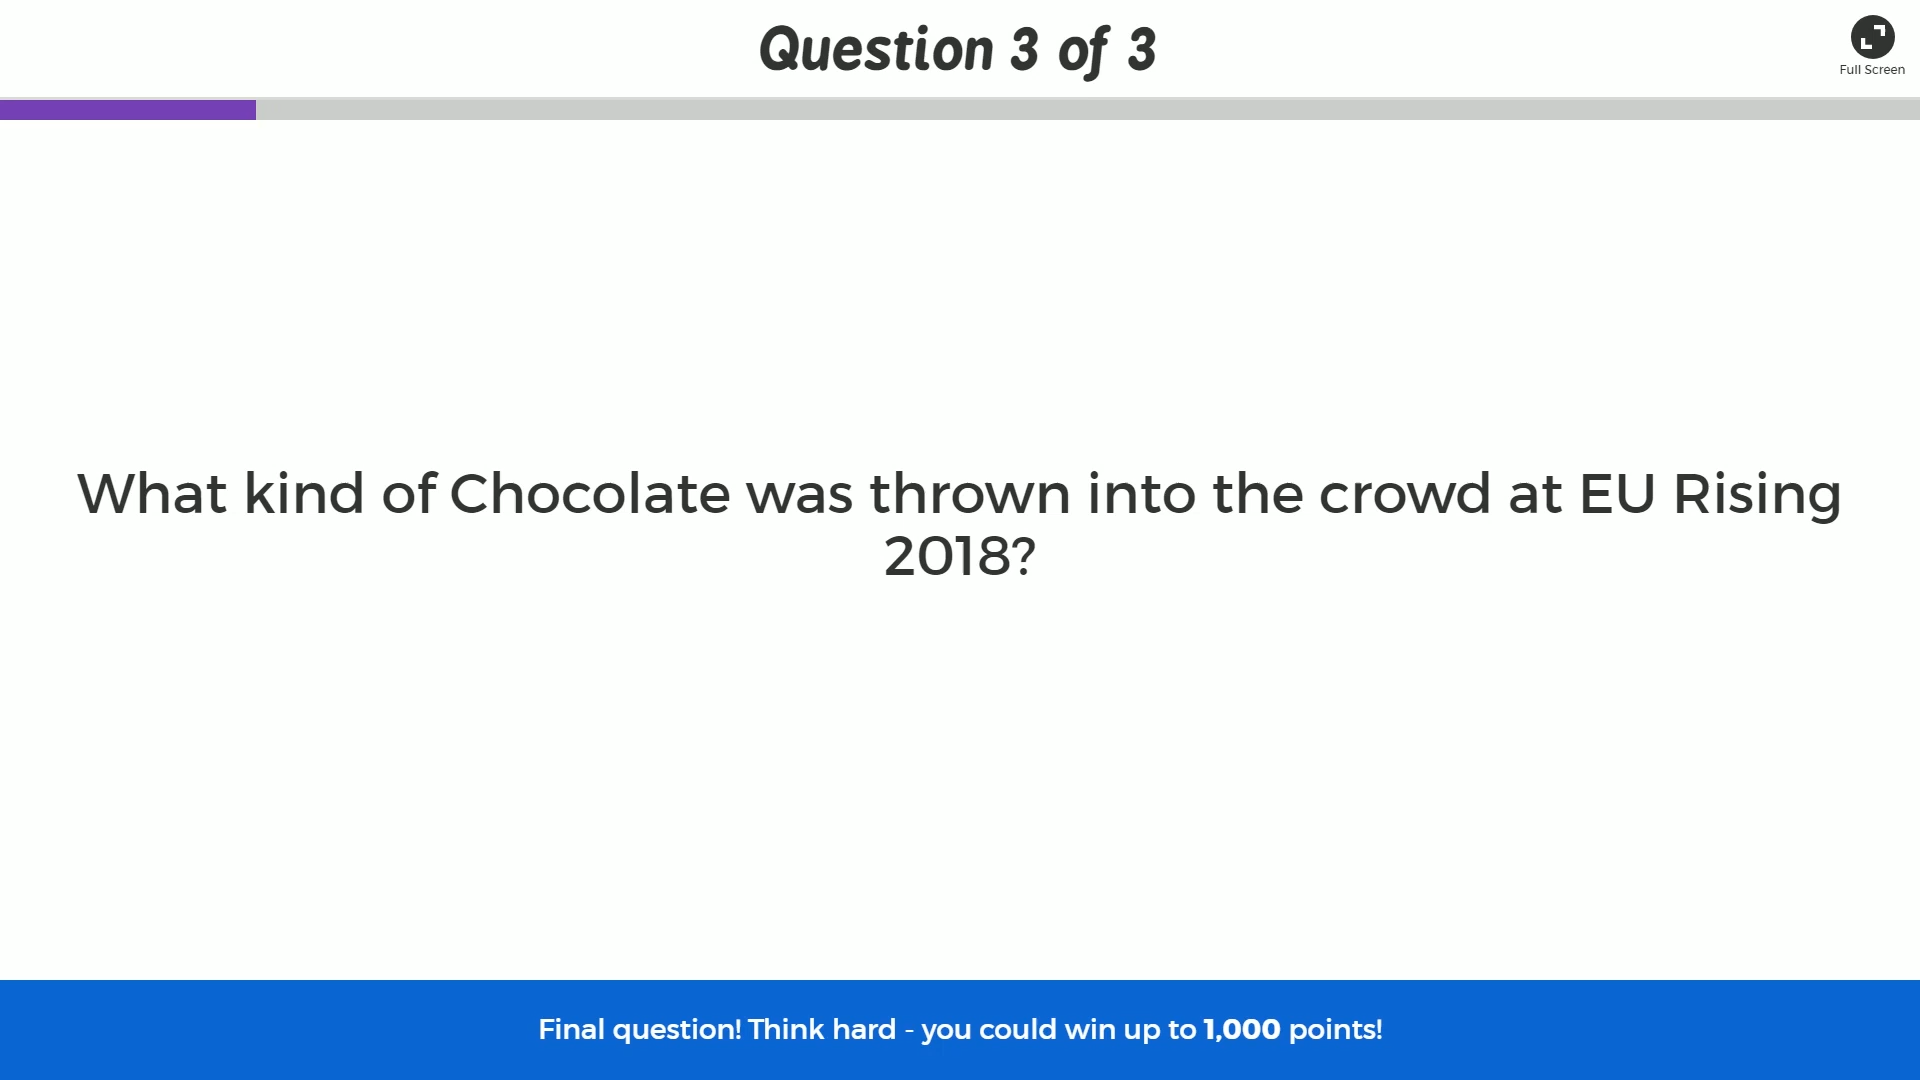 Question 3 of 3
Full Screen
What kind of Chocolate was thrown into the crowd at EU Rising
2018?
Final question! Think hard - you could win up to 1,000 points!